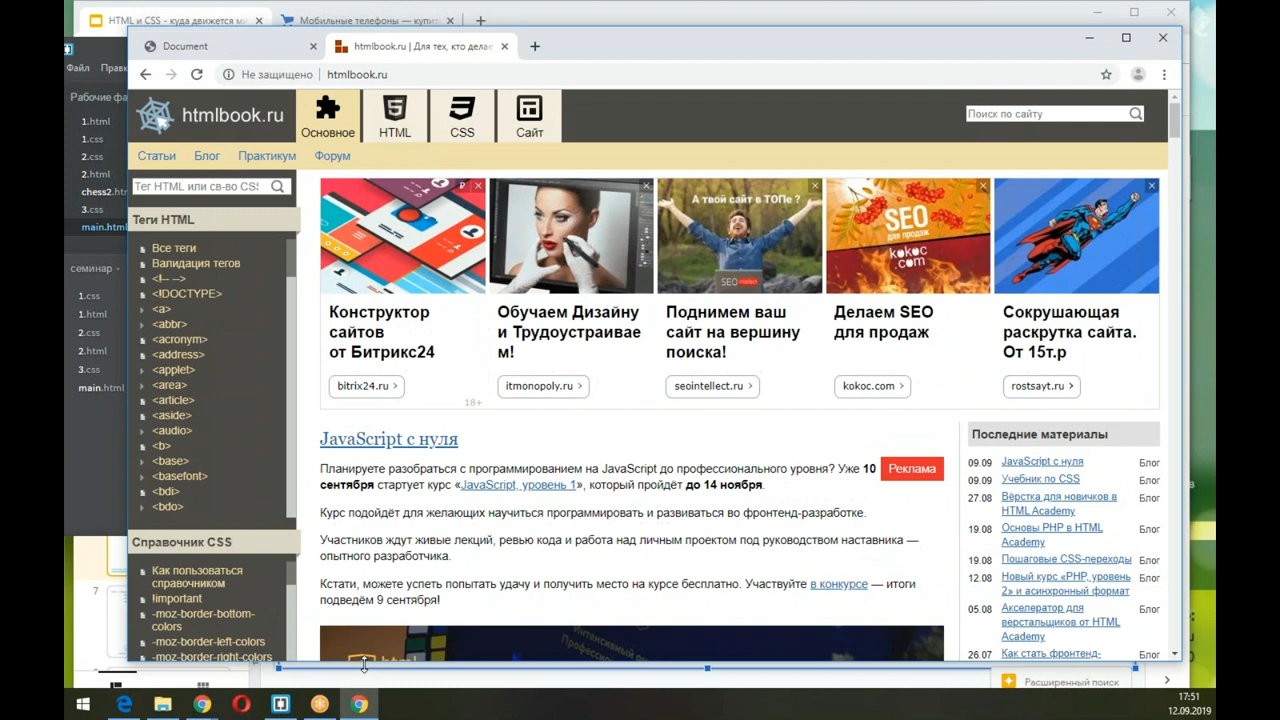 HTML и CSS - куда движется
Мобильные телефоны — купит
Document
htmlbook.ru | Для тех, кто дела
Файл
Не защищено
htmlbook.ru
Рабочие фа
1.html
1.css
2.css
2.html
chess2.ht
3.css
main.html
семинар
1.css
1.html
2.css
2.html
3.css
main.html
htmlbook.ru
Основное
HTML
CSS
Сайт
Поиск по сайту
Статьи
Блог
Практикум
Форум
Тег HTML или св-во CSS
Теги HTML
Все теги
Валидация тегов
<!-- -->
<!DOCTYPE>
<a>
<abbr>
<acronym>
<address>
<applet>
<area>
<article>
<aside>
<audio>
<b>
<base>
<basefont>
<bdi>
<bdo>
Справочник CSS
Как пользоваться
справочником
!important
-moz-border-bottom-
colors
-moz-border-left-colors
-moz-border-right-colors
Конструктор
сайтов
от Битрикс24
bitrix24.ru >
18+
Обучаем Дизайну
и Трудоустраивае
м!
itmonopoly.ru >
А твой сайт в ТОПе ?
SEO
Поднимем ваш
сайт на вершину
поиска!
seointellect.ru >
SEO
для продаж
kokoc
.com
Делаем SEO
для продаж
kokoc.com >
Сокрушающая
раскрутка сайта.
От 15т.р
rostsayt.ru >
JavaScript с нуля
Планируете разобраться с программированием на JavaScript до профессионального уровня? Уже 10
сентября стартует курс «JavaScript, уровень 1», который пройдёт до 14 ноября.
Реклама
Курс подойдёт для желающих научиться программировать и развиваться во фронтенд-разработке.
Участников ждут живые лекций, ревью кода и работа над личным проектом под руководством наставника —
опытного разработчика.
Кстати, можете успеть попытать удачу и получить место на курсе бесплатно. Участвуйте в конкурсе — итоги
подведём 9 сентября!
Последние материалы
09.09 JavaScript с нуля Блог
09.09 Учебник по CSS Блог
27.08 Вёрстка для новичков в Блог
HTML Academy
19.08 Основы PHP в HTML Блог
Academy
19.08 Пошаговые CSS-переходы Блог
12.08 Новый курс «PHP, уровень Блог
2» и асинхронный формат
05.08 Акселератор для Блог
верстальщиков от HTML
Academy
26.07 Как стать фронтенд- Блог
7
Расширенный поиск
17:51
12.09.2019